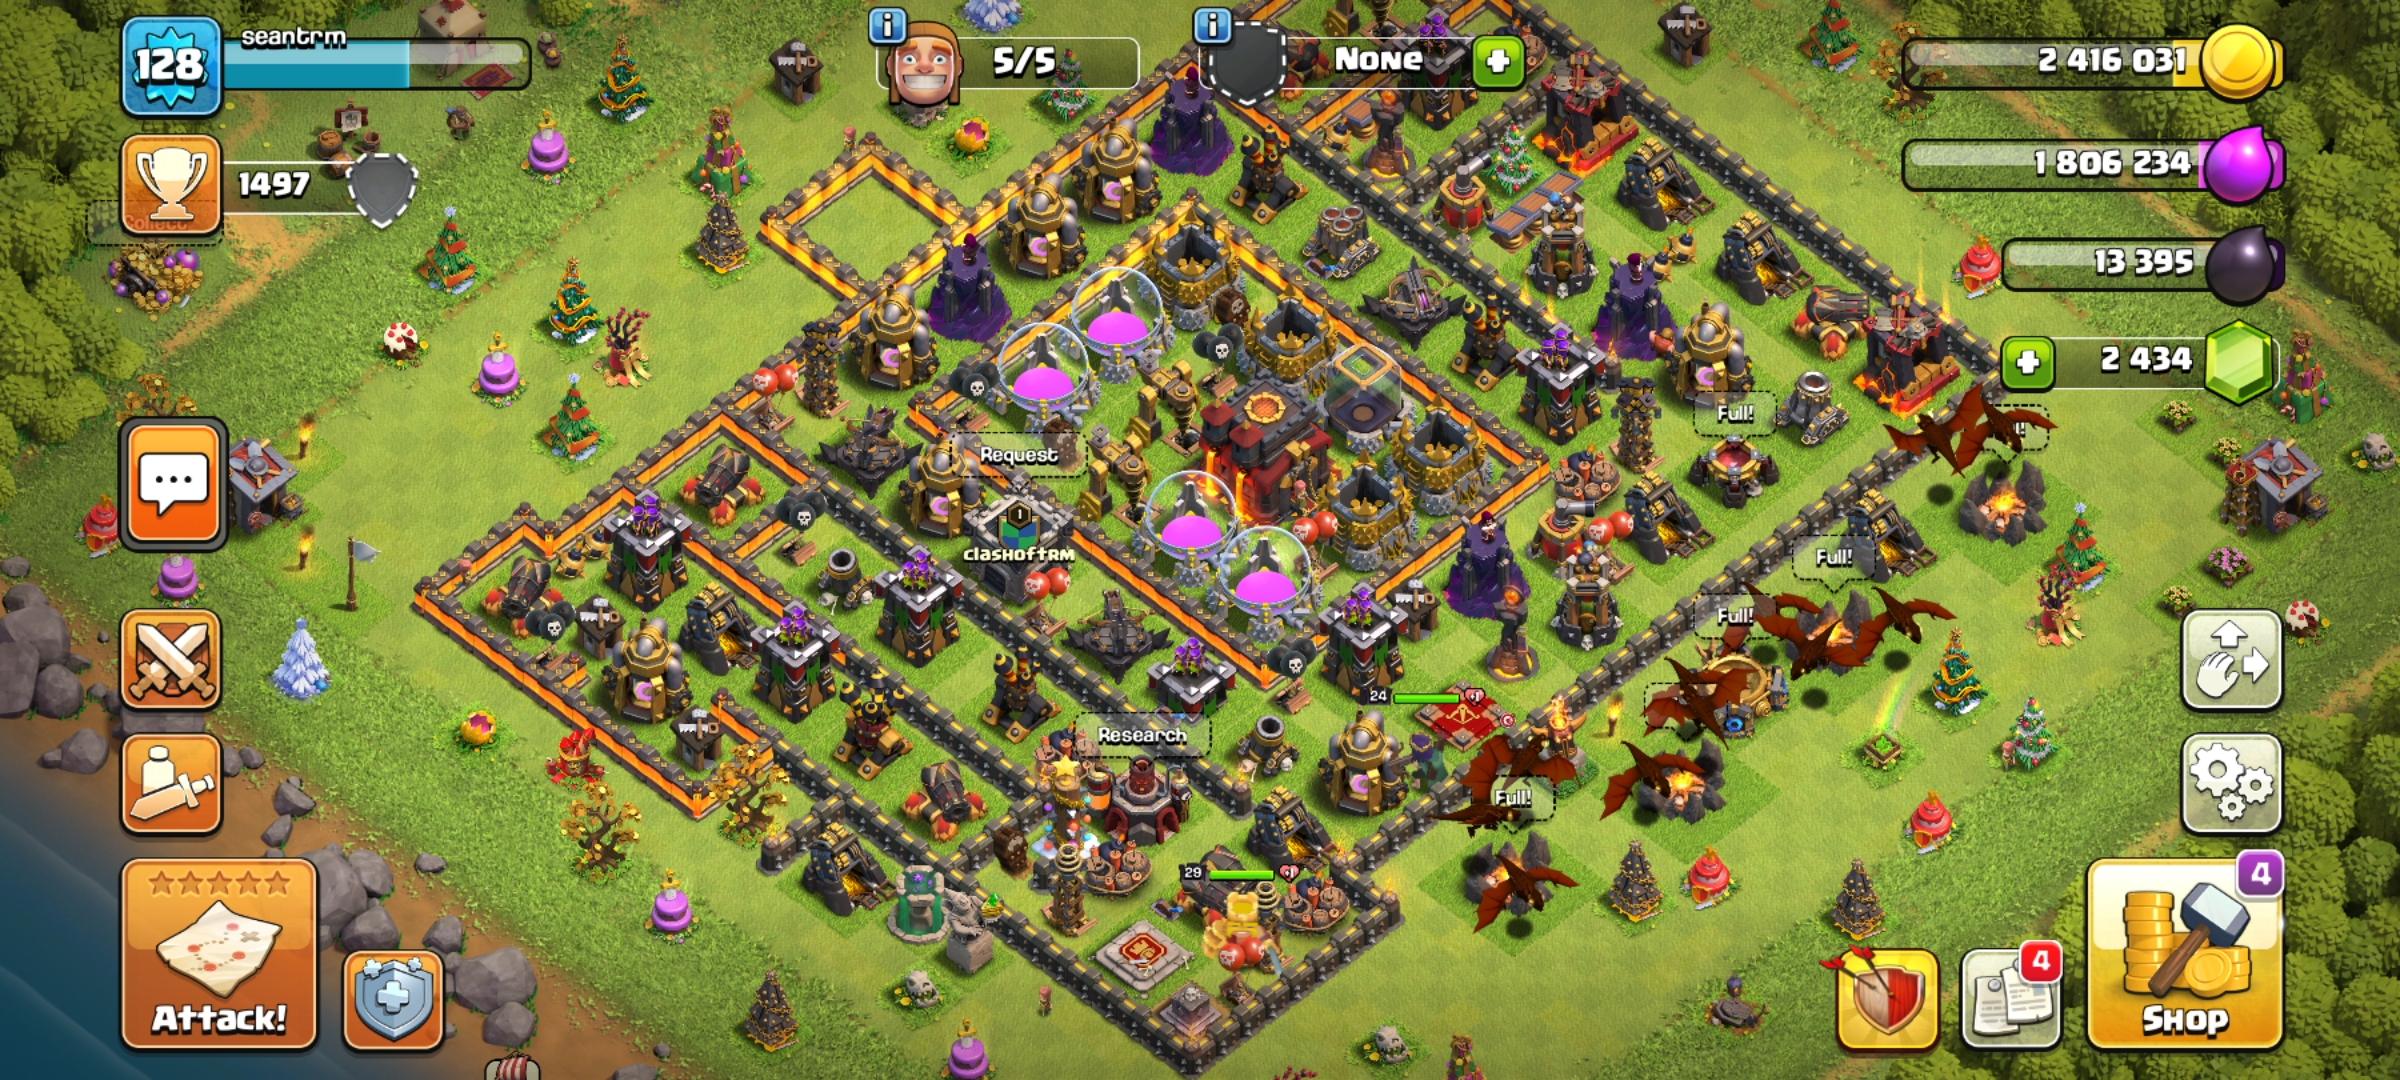 128
seantrm
5/5
None
2 416 031
1497
1 806 234
Collect
13 395
2 434
Full!
Request
clashoftrm
Full!
Full!
24
Research
Full!
29
4
4
Attack!
Shop